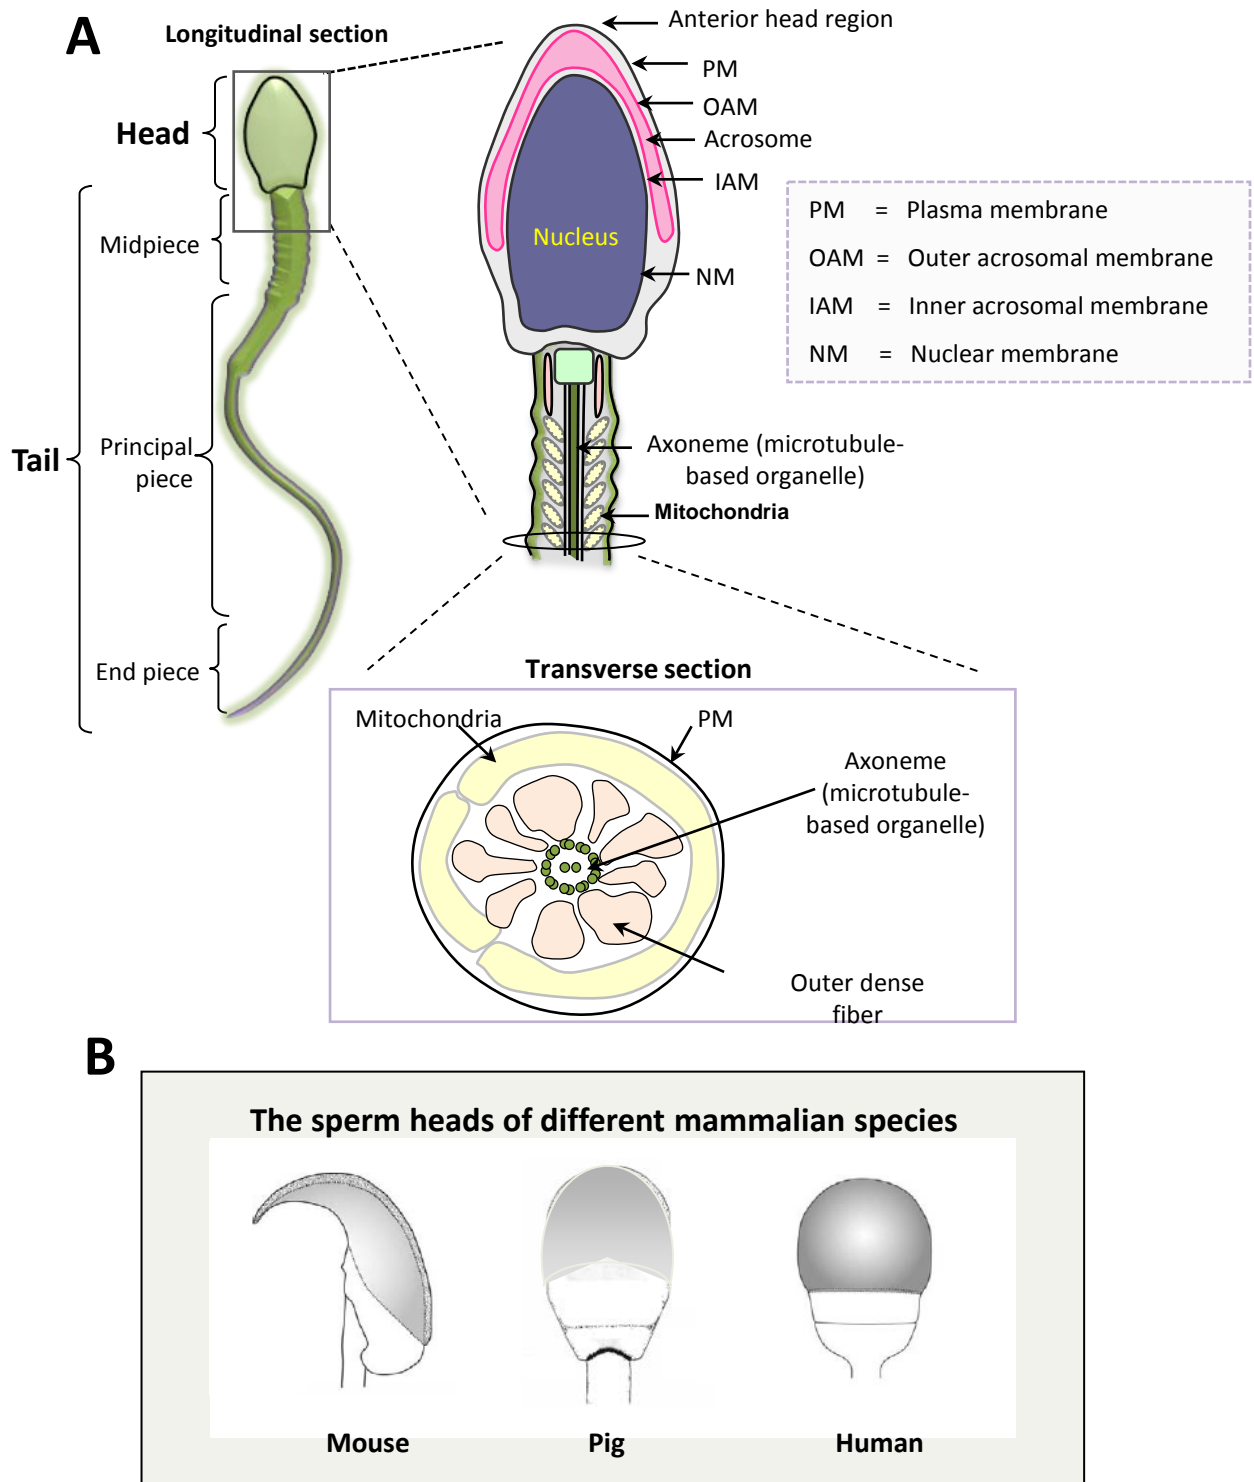 A
Longitudinal section
Head
Tail
Midpiece
Principal
piece
End piece
Anterior head region
PM
OAM
Acrosome
IAM
Nucleus
NM
Axoneme (microtubule-
based organelle)
Mitochondria
PM = Plasma membrane
OAM = Outer acrosomal membrane
IAM = Inner acrosomal membrane
NM = Nuclear membrane
Transverse section
Mitochondria
PM
Axoneme
(microtubule-
based organelle)
Outer dense
fiber
B
The sperm heads of different mammalian species
Mouse
Pig
Human